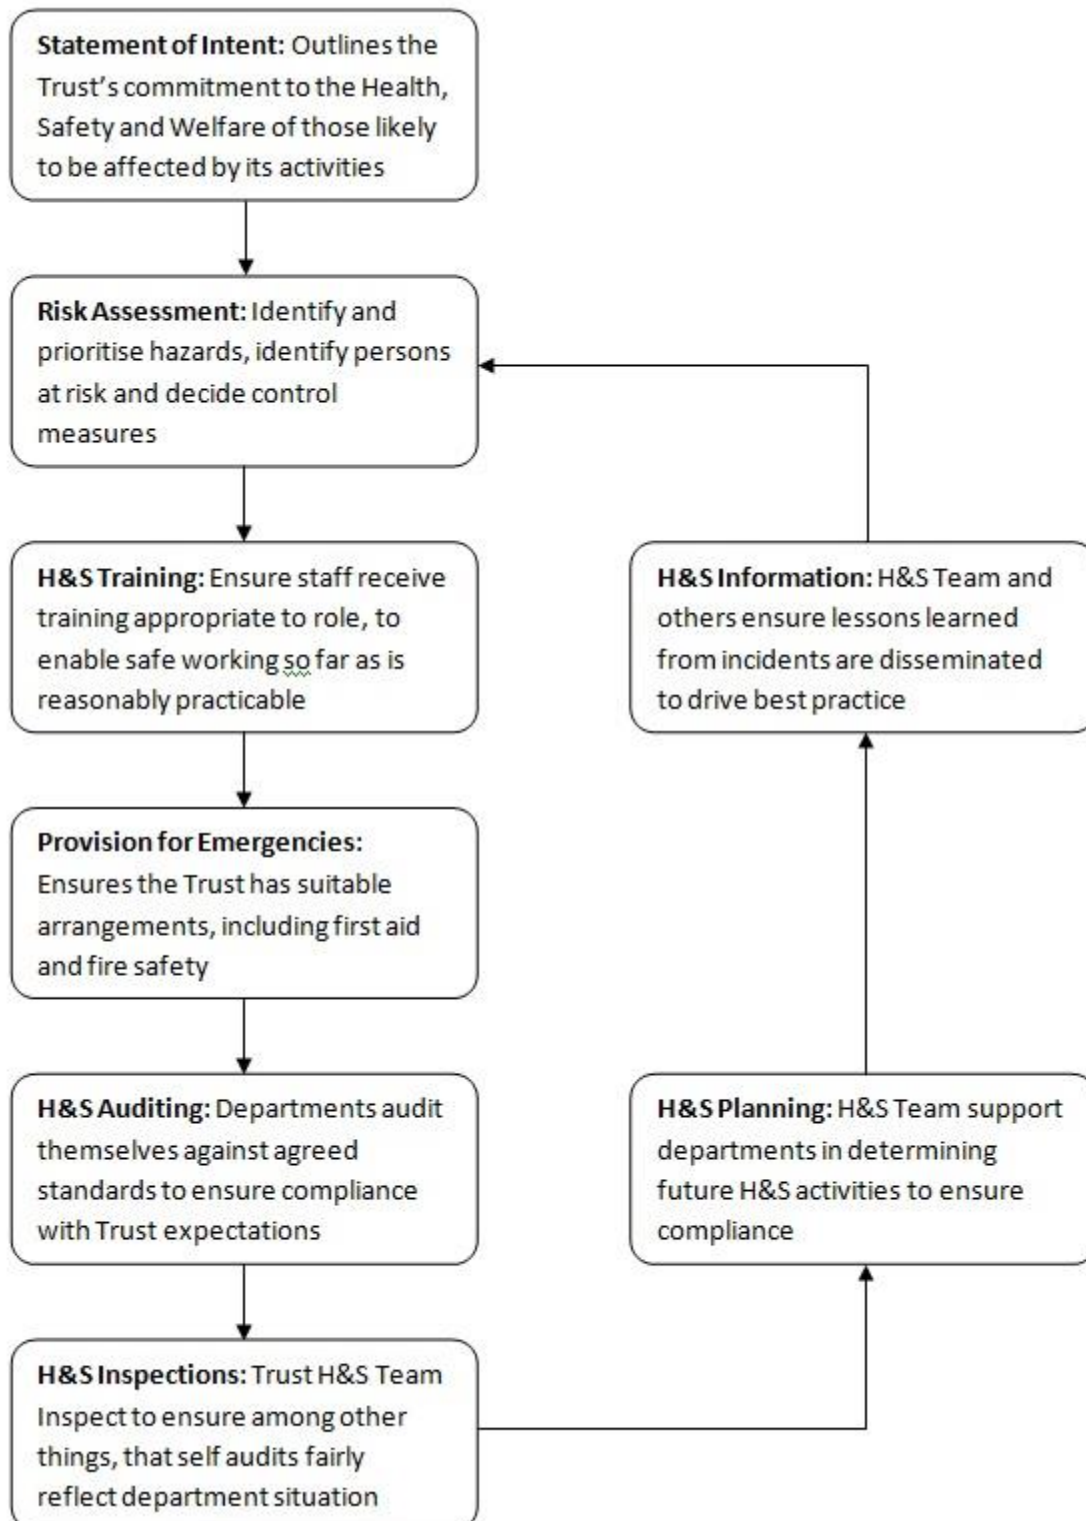 Statement of Intent: Outlines the
Trust’s commitment to the Health,
Safety and Welfare of those likely
to be affected by its activities
Risk Assessment: Identify and
prioritise hazards, identify persons
at risk and decide control
measures
H&S Training: Ensure staff receive
training appropriate to role, to
enable safe working so far as is
reasonably practicable
Provision for Emergencies:
Ensures the Trust has suitable
arrangements, including first aid
and fire safety
H&S Auditing: Departments audit
themselves against agreed
standards to ensure compliance
with Trust expectations
H&S Inspections: Trust H&S Team
Inspect to ensure among other
things, that self audits fairly
reflect department situation
H&S Planning: H&S Team support
departments in determining
future H&S activities to ensure
compliance
H&S Information: H&S Team and
others ensure lessons learned
from incidents are disseminated
to drive best practice